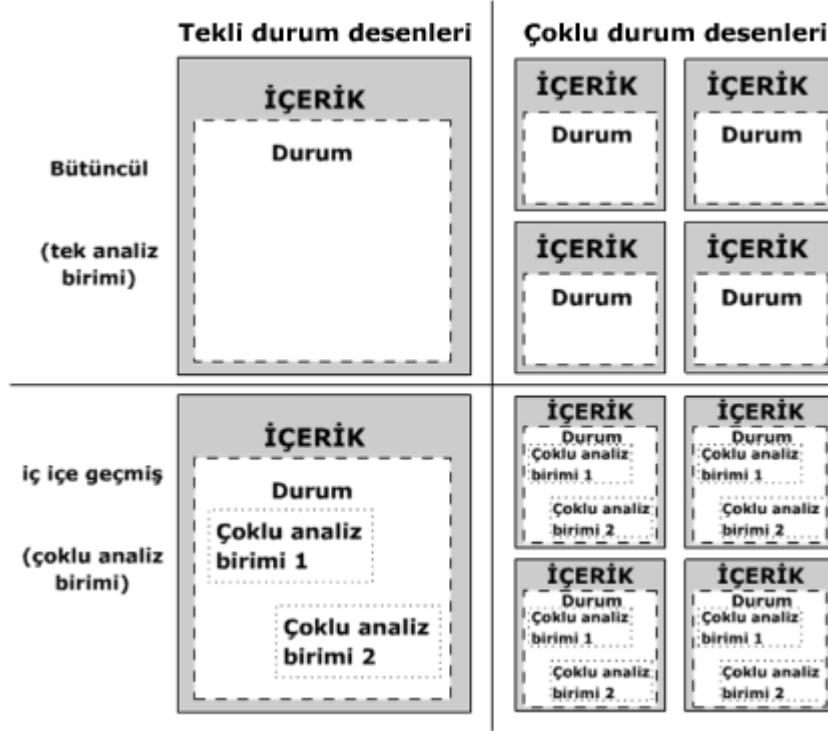 Tekli durum desenleri
Çoklu durum desenleri
Bütüncül
(tek analiz
birimi)
İÇERİK
Durum
İÇERİK
Durum
İÇERİK
Durum
İÇERİK
Durum
İÇERİK
Durum
iç içe geçmiş
(çoklu analiz
birimi)
İÇERİK
Durum
Çoklu analiz
birimi 1
Çoklu analiz
birimi 2
İÇERİK
Durum
Çoklu analiz
birimi 1
Çoklu analiz
birimi 2
İÇERİK
Durum
Çoklu analiz
birimi 1
Çoklu analiz
birimi 2
İÇERİK
Durum
Çoklu analiz
birimi 1
Çoklu analiz
birimi 2
İÇERİK
Durum
Çoklu analiz
birimi 1
Çoklu analiz
birimi 2